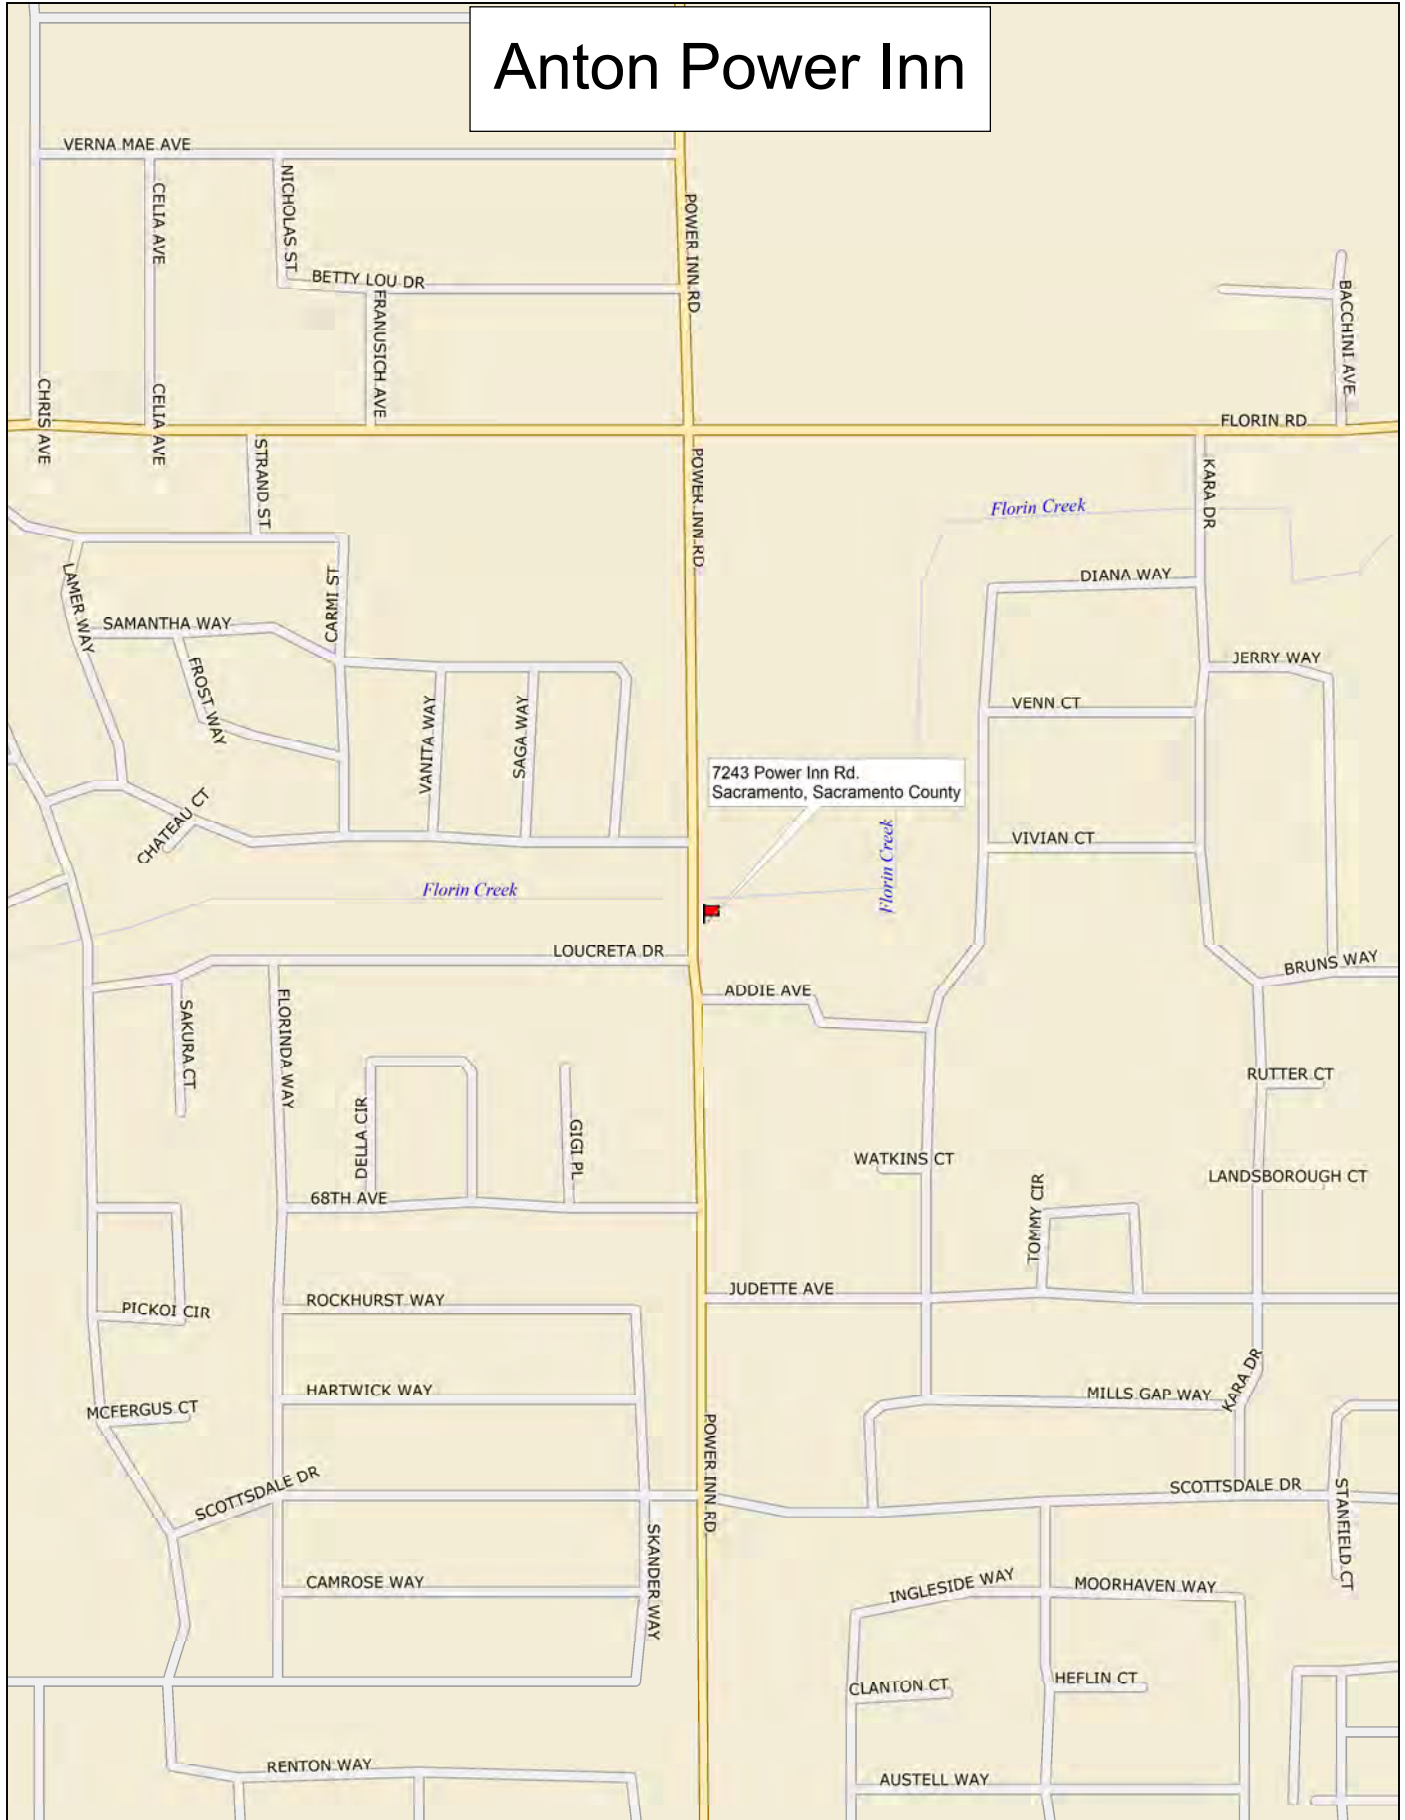 Anton Power Inn
VERNA MAE AVE
CELIA AVE
NICHOLAS ST
POWER INN RD
BETTY LOU DR
FRANUSICH AVE
BACCHINI AVE
CHRIS AVE
CELIA AVE
FLORIN RD
STRAND ST
POWER INN RD
KARA DR
Florin Creek
LAMER WAY
CARMI ST
DIANA WAY
SAMANTHA WAY
FROST WAY
JERRY WAY
VANITA WAY
SAGA WAY
VENN CT
7243 Power Inn Rd.
Sacramento, Sacramento County
CHATEAU CT
Florin Creek
VIVIAN CT
Florin Creek
LOUCRETA DR
BRUNS WAY
ADDIE AVE
SAKURA CT
FLORINDA WAY
RUTTER CT
DELLA CIR
GIGI PL
WATKINS CT
LANDSBOROUGH CT
68TH AVE
TOMMY CIR
JUDETTE AVE
PICKOI CIR
ROCKHURST WAY
KARA DR
HARTWICK WAY
MILLS GAP WAY
MCFERGUS CT
POWER INN RD
SCOTTSDALE DR
SCOTTSDALE DR
STANFIELD CT
SKANDER WAY
CAMROSE WAY
INGLESIDE WAY
MOORHAVEN WAY
CLANTON CT
HEFLIN CT
RENTON WAY
AUSTELL WAY